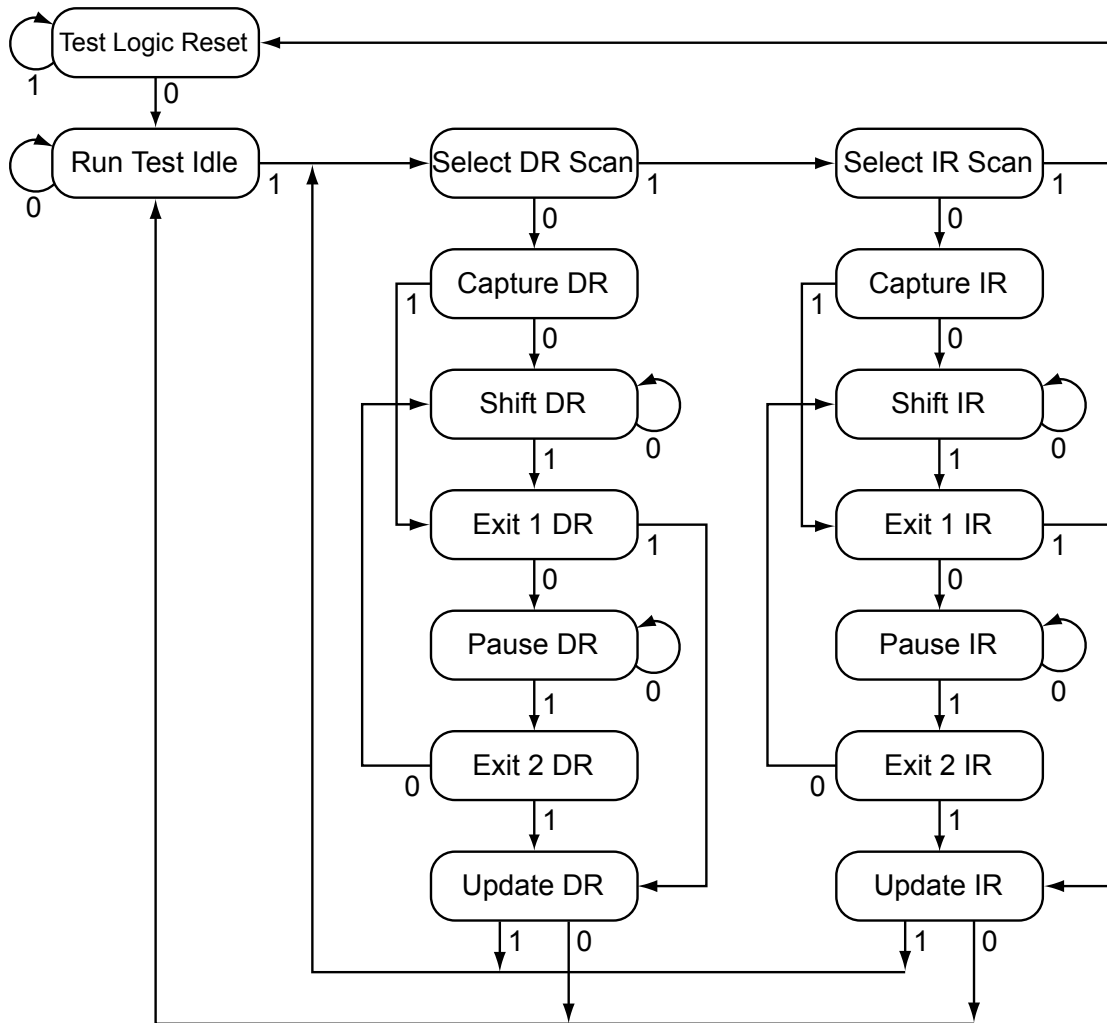 Test Logic Reset
1
0
Run Test Idle
0
1
Select DR Scan
1
0
Select IR Scan
1
0
Capture DR
1
0
Capture IR
1
0
Shift DR
0
1
Shift IR
0
1
Exit 1 DR
1
0
Exit 1 IR
1
0
Pause DR
0
1
Pause IR
0
1
Exit 2 DR
0
1
Exit 2 IR
0
1
Update DR
1
0
Update IR
1
0